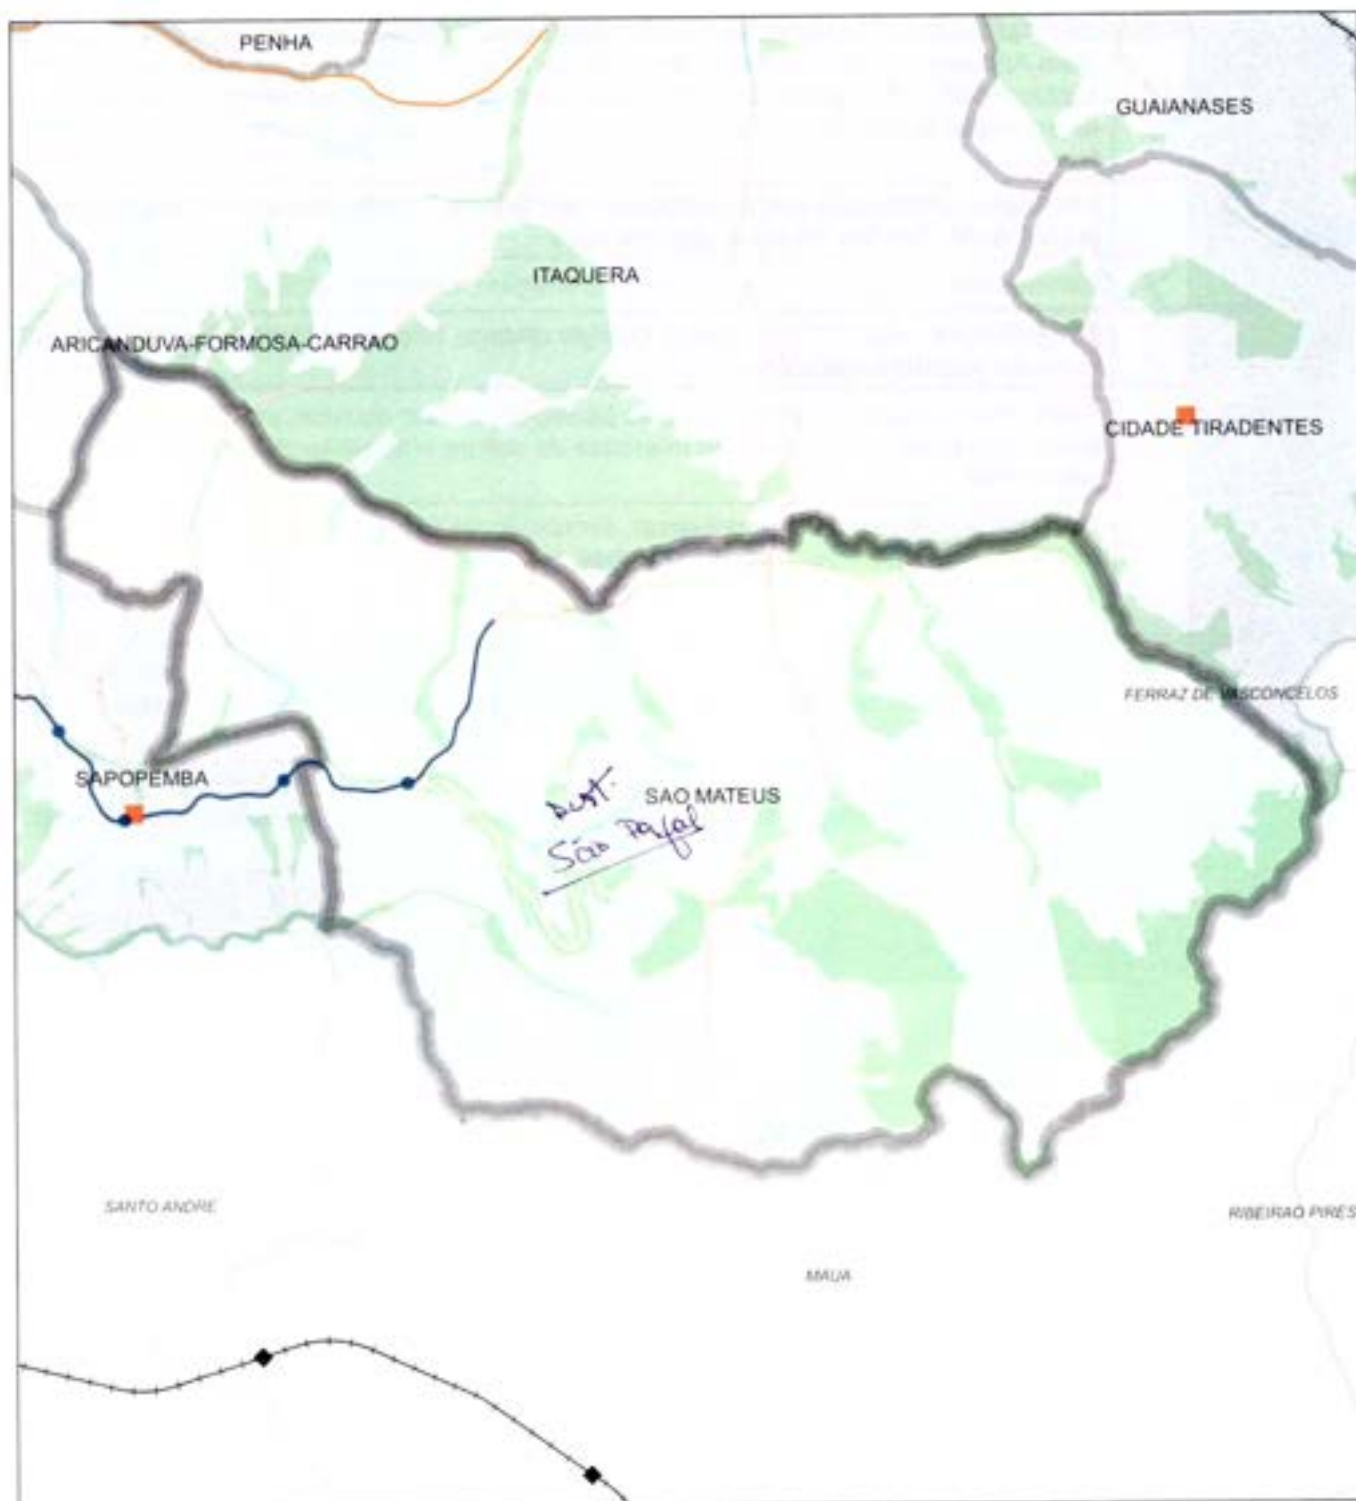 PENHA
GUAIANASES
ITAQUERA
ARICANDUVA-FORMOSA-CARRAO
CIDADE TIRADENTES
FERRAZ DE VASCONCELOS
SAPOPEMBA
SAO MATEUS
São Rafael
SANTO ANDRE
RIBEIRAO PIRES
MAUA